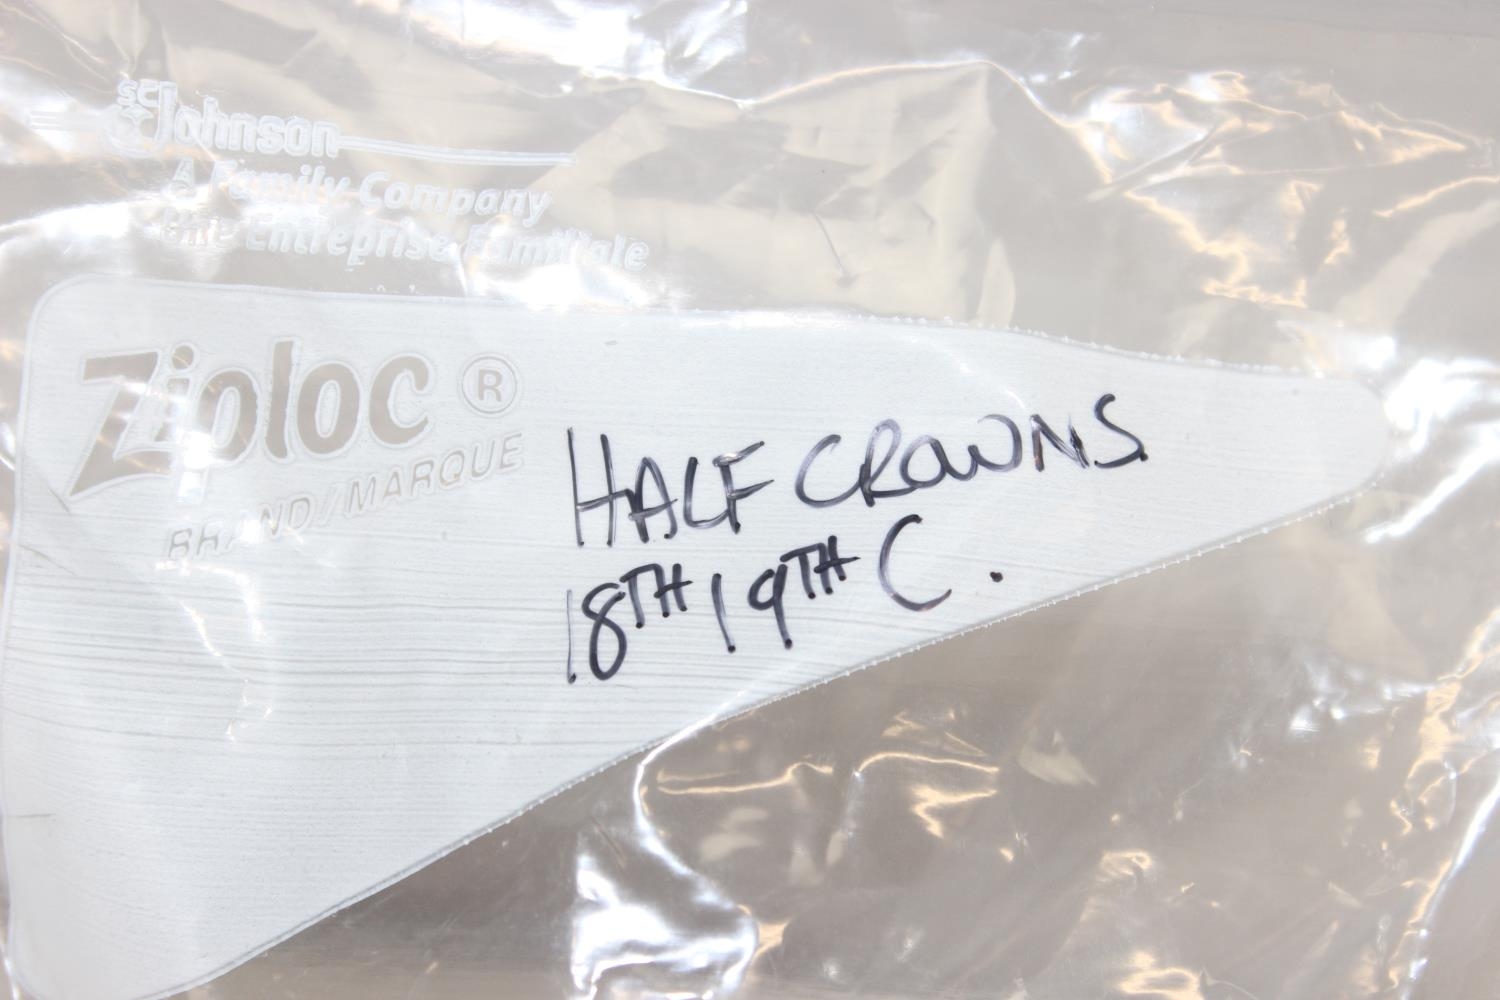 SC Johnson
A Family Company
Une Entreprise Familiale
Ziploc ®
BRAND/MARQUE
HALF CROWNS
18TH 19TH C.